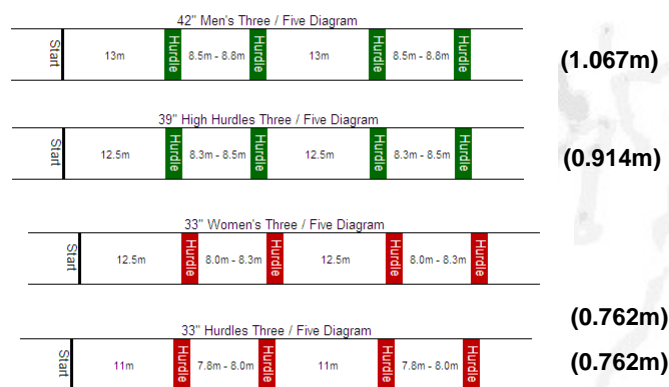 42" Men's Three / Five Diagram
Start 13m Hurdle 8.5m - 8.8m Hurdle 13m Hurdle 8.5m - 8.8m Hurdle (1.067m)
39" High Hurdles Three / Five Diagram
Start 12.5m Hurdle 8.3m - 8.5m Hurdle 12.5m Hurdle 8.3m - 8.5m Hurdle (0.914m)
33" Women's Three / Five Diagram
Start 12.5m Hurdle 8.0m - 8.3m Hurdle 12.5m Hurdle 8.0m - 8.3m Hurdle
(0.762m)
33" Hurdles Three / Five Diagram
Start 11m Hurdle 7.8m - 8.0m Hurdle 11m Hurdle 7.8m - 8.0m Hurdle (0.762m)